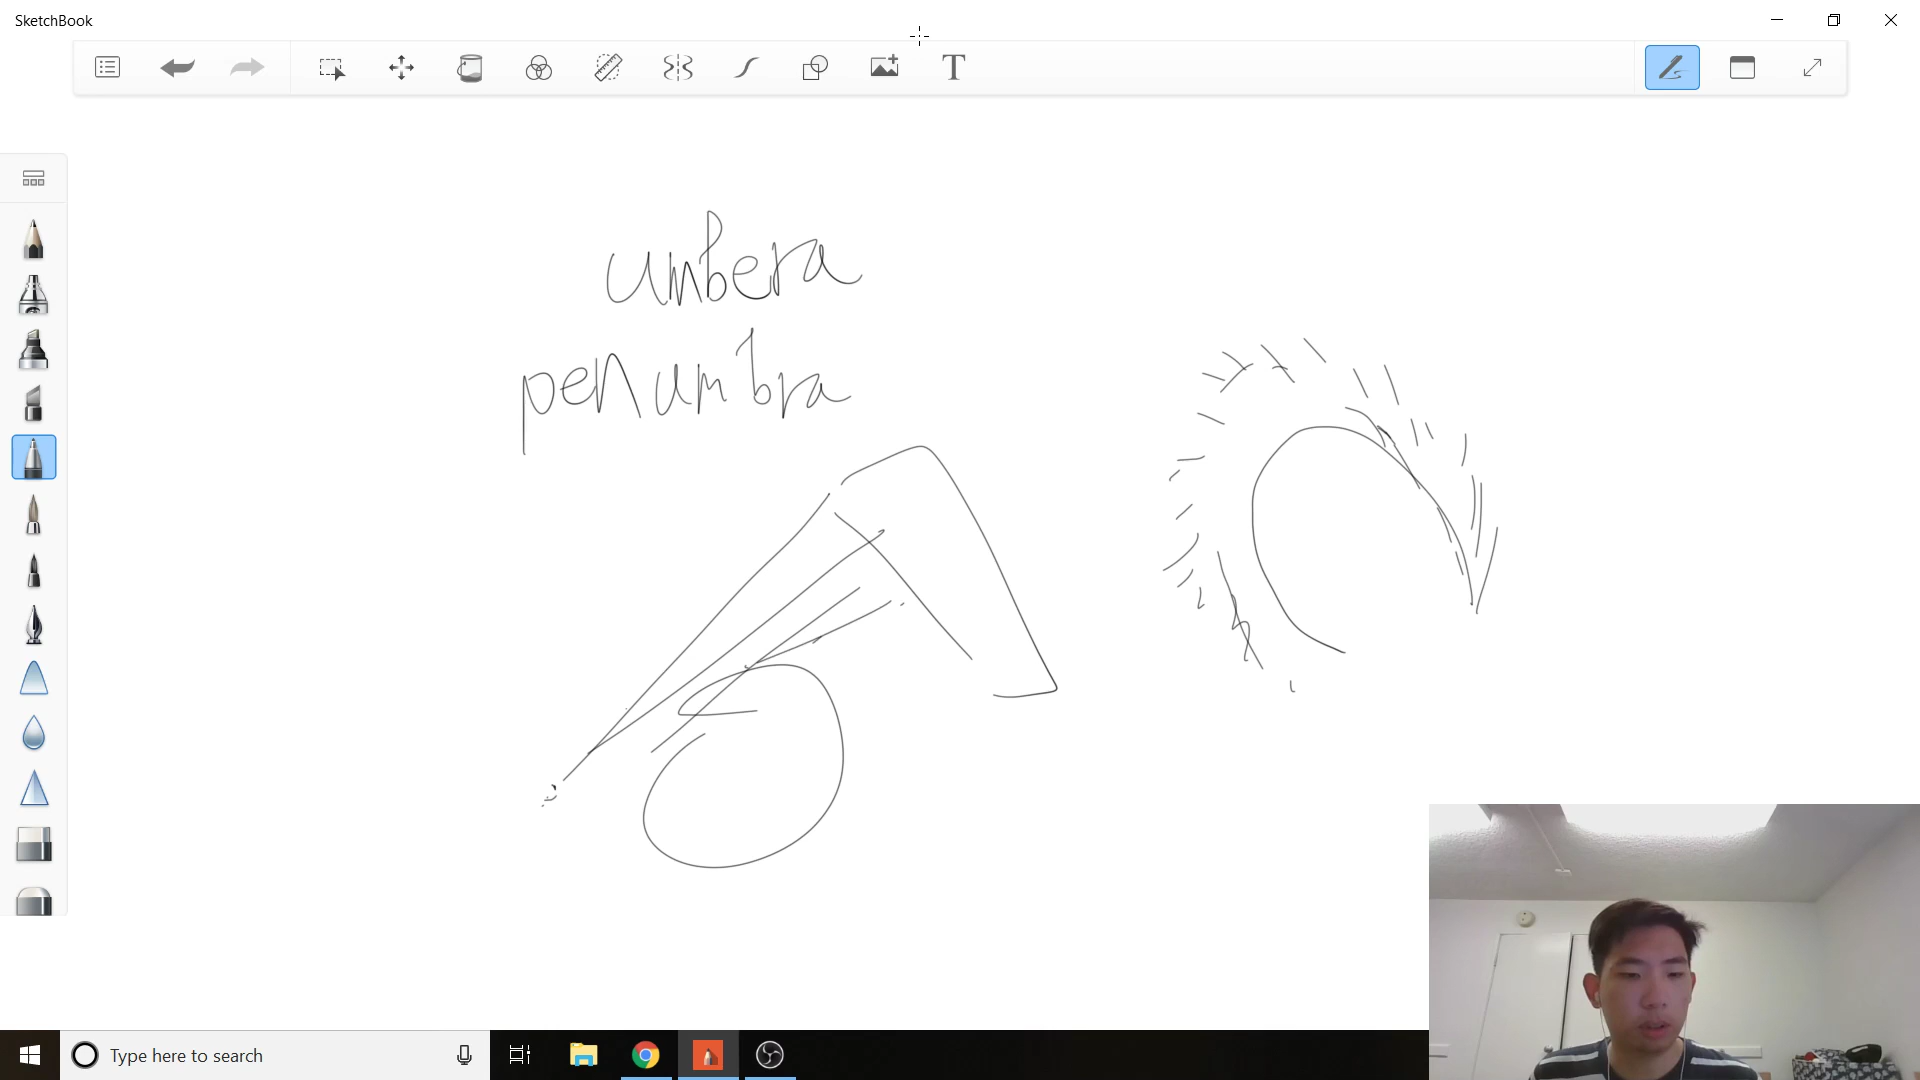 SketchBook
T
umbera
penumbra
Type here to search